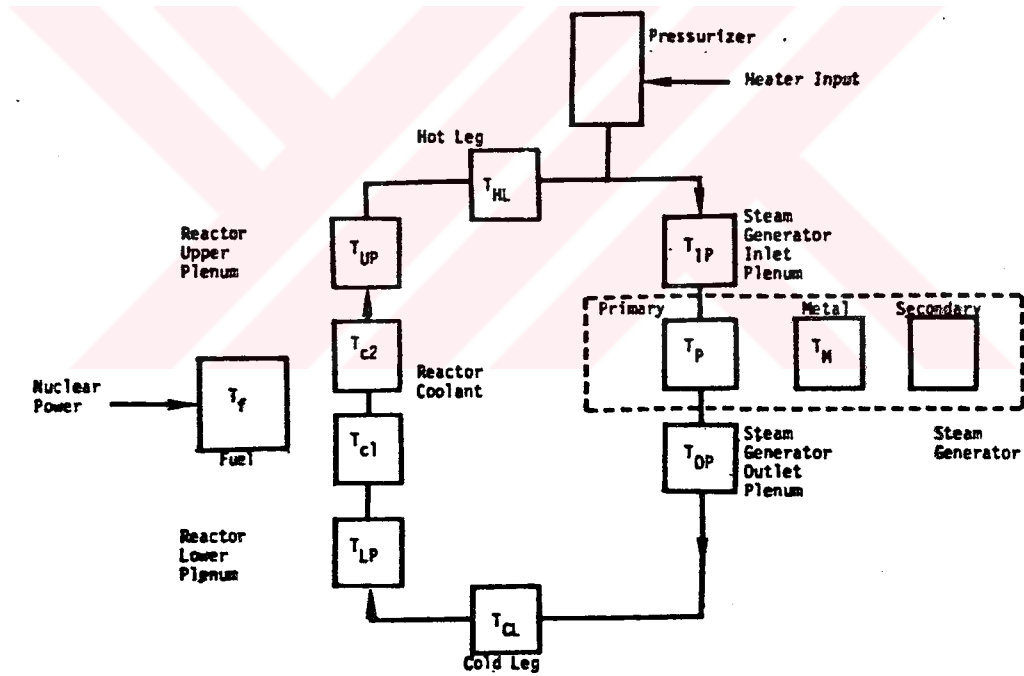 Pressurizer
Heater Input
Hot Leg
T_HL
Reactor
Upper
Plenum
T_UP
T_IP
Steam
Generator
Inlet
Plenum
Primary
Metal
Secondary
T_P
T_M
T_c2
Reactor
Coolant
Nuclear
Power
T_f
Fuel
T_c1
T_OP
Steam
Generator
Outlet
Plenum
Steam
Generator
Reactor
Lower
Plenum
T_LP
T_CL
Cold Leg